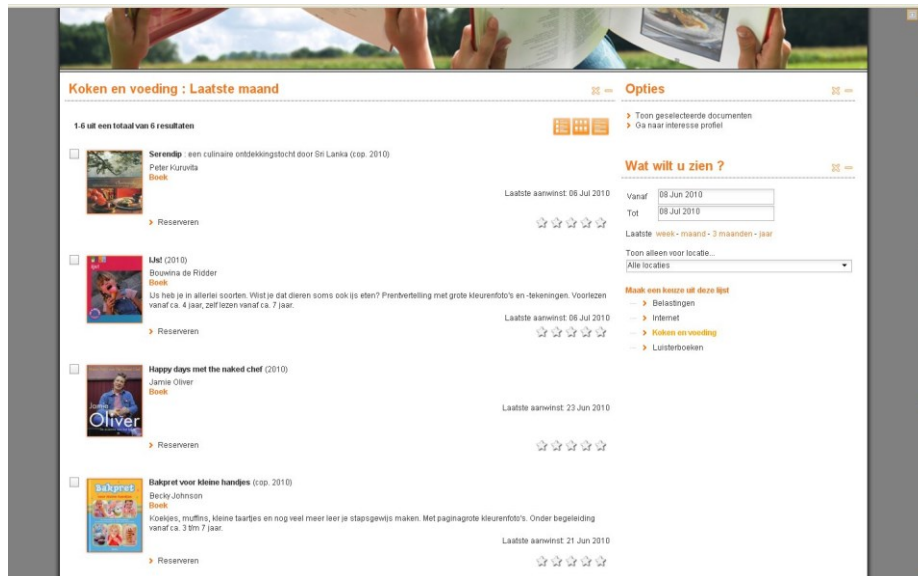 Koken en voeding : Laatste maand
1-6 uit een totaal van 6 resultaten
Serendip : een culinaire ontdekkingstocht door Sri Lanka (cop. 2010)
Peter Kuruvita
Boek
Laatste aanwinst: 06 Jul 2010
Reserveren
IJs! (2010)
Bouwina de Ridder
Boek
IJs heb je in allerlei soorten. Wist je dat dieren soms ook ijs eten? Prentvertelling met grote kleurenfoto's en -tekeningen. Voorlezen
vanaf ca. 4 jaar, zelf lezen vanaf ca. 7 jaar.
Laatste aanwinst: 06 Jul 2010
Reserveren
Happy days met the naked chef (2010)
Jamie Oliver
Boek
Laatste aanwinst: 23 Jun 2010
Jamie
Oliver
Reserveren
Bakpret voor kleine handjes (cop. 2010)
Becky Johnson
Boek
Koekjes, muffins, kleine taartjes en nog veel meer leer je stapsgewijs maken. Met paginagrote kleurenfoto's. Onder begeleiding
vanaf ca. 3 t/m 7 jaar.
Laatste aanwinst: 21 Jun 2010
bakpret
Reserveren
Opties
Toon geselecteerde documenten
Ga naar interesse profiel
Wat wilt u zien ?
Vanaf 08 Jun 2010
Tot 08 Jul 2010
Laatste week - maand - 3 maanden - jaar
Toon alleen voor locatie...
Alle locaties
Maak een keuze uit deze lijst
Belastingen
Internet
Koken en voeding
Luisterboeken